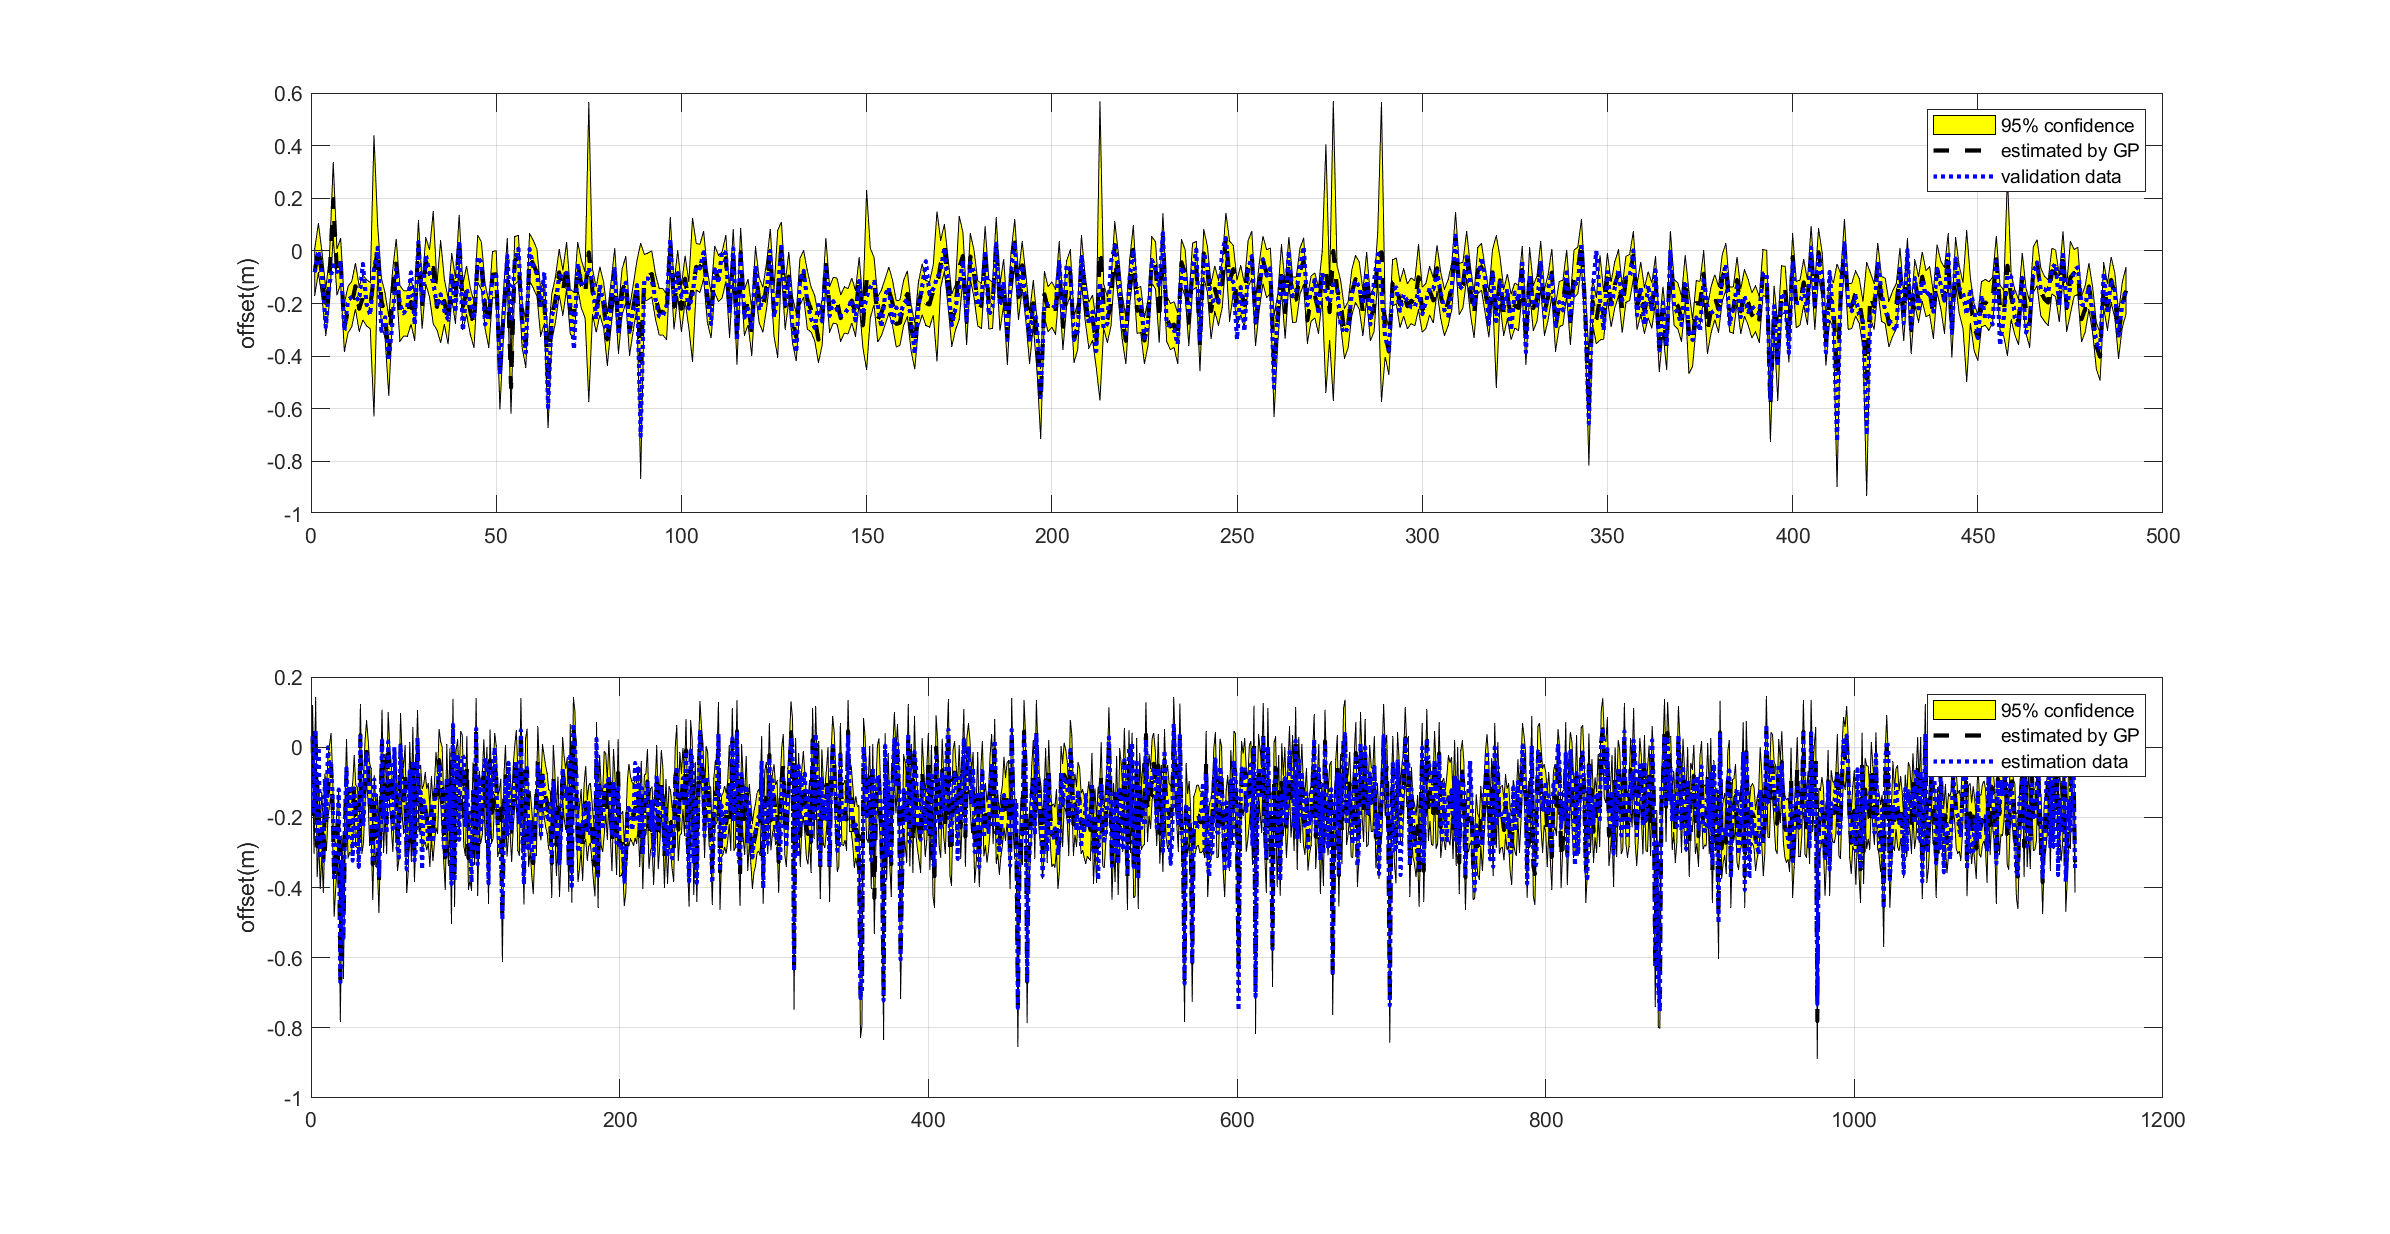 0.6
0.4
0.2
0
-0.2
-0.4
-0.6
-0.8
-1
offset(m)
95% confidence
estimated by GP
validation data
0 50 100 150 200 250 300 350 400 450 500
0.2
0
-0.2
-0.4
-0.6
-0.8
-1
offset(m)
95% confidence
estimated by GP
estimation data
0 200 400 600 800 1000 1200